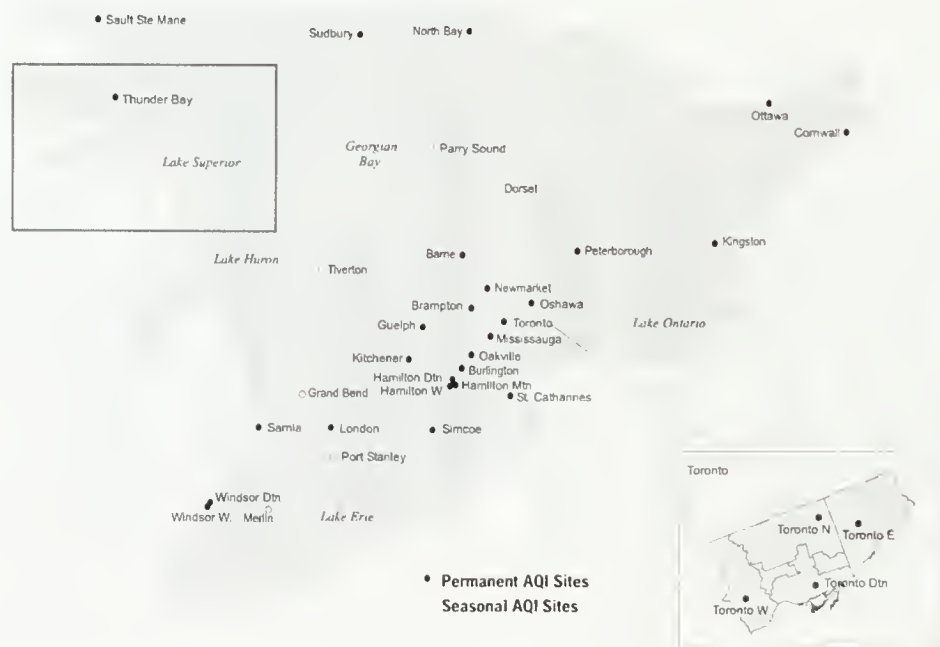 Sault Ste Mane
Sudbury
North Bay
Thunder Bay
Lake Superior
Georgian
Bay
Parry Sound
Ottawa
Cornwall
Dorset
Lake Huron
Tiverton
Barne
Peterborough
Kingston
Newmarket
Brampton
Oshawa
Guelph
Toronto
Lake Ontario
Mississauga
Kitchener
Oakville
Burlington
Hamilton Dtn
Hamilton W
Hamilton Mtn
Grand Bend
St. Cathannes
Sarnia
London
Simcoe
Port Stanley
Windsor Dtn
Windsor W.
Merlin
Lake Erie
Toronto
Toronto N
Toronto E
Toronto Dtn
Toronto W
Permanent AQI Sites
Seasonal AQI Sites